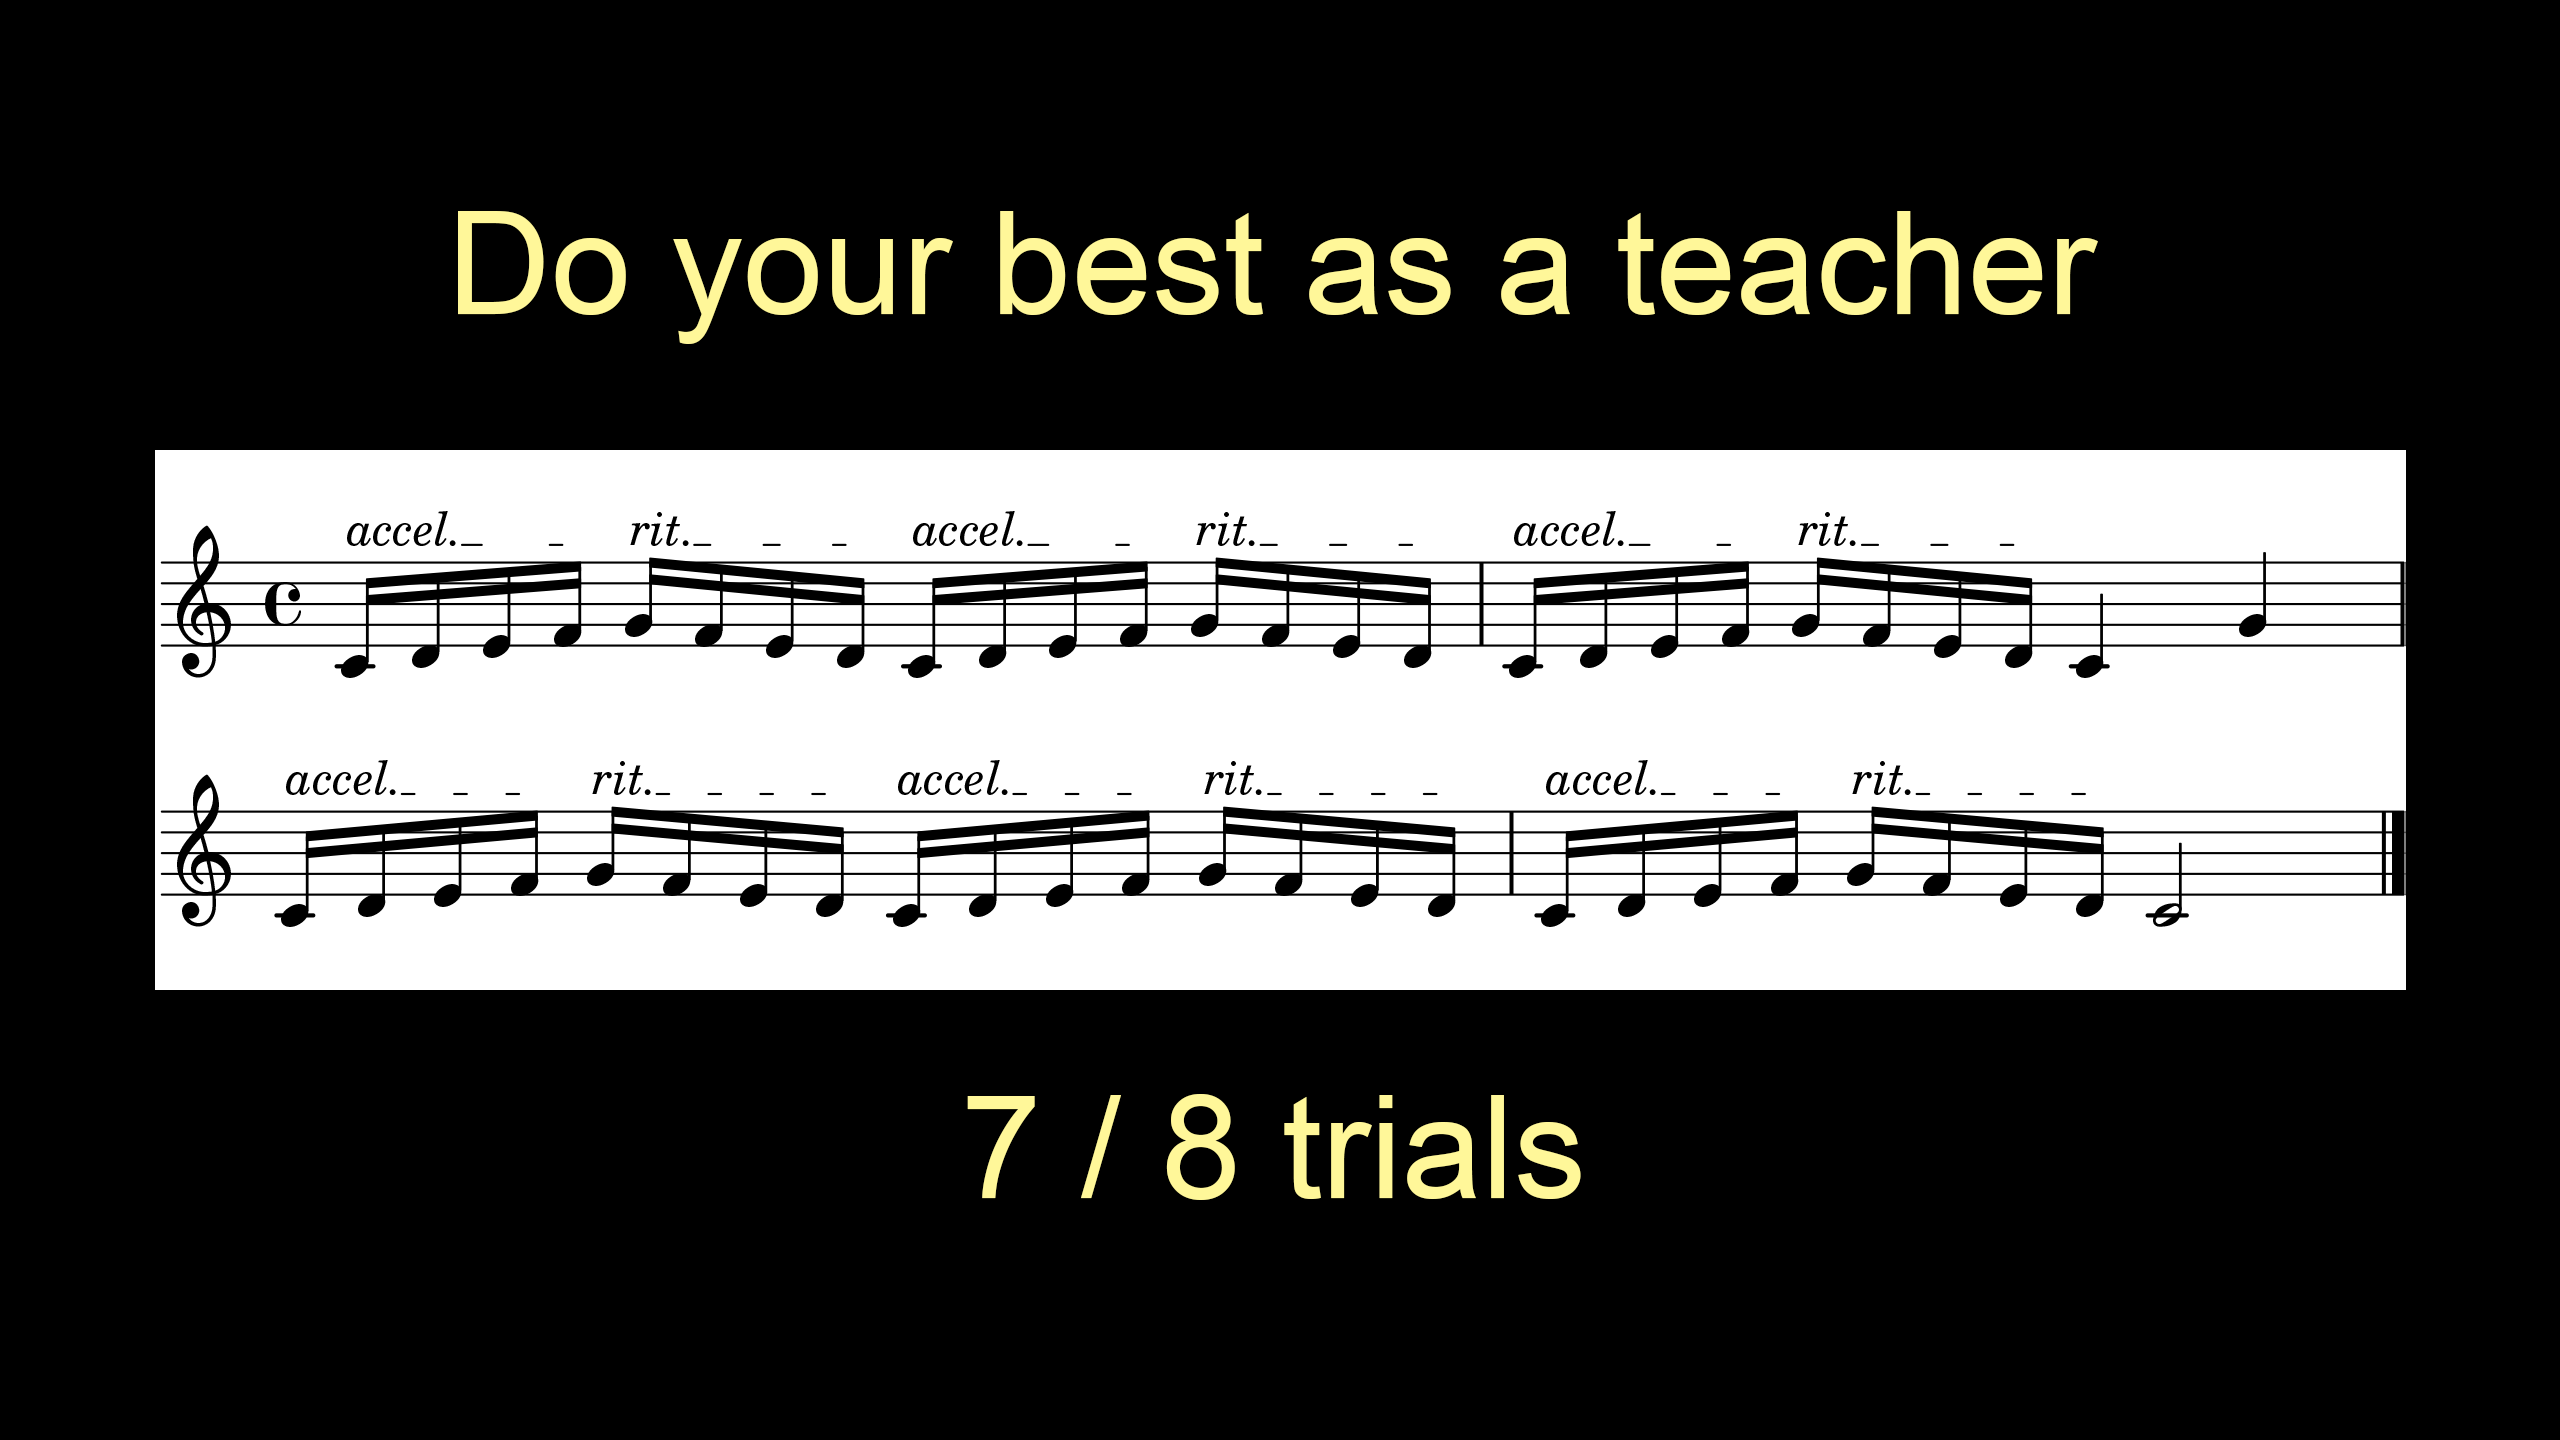 Do your best as a teacher
accel. rit. accel. rit. accel. rit.
accel. rit. accel. rit. accel. rit.
7 / 8 trials